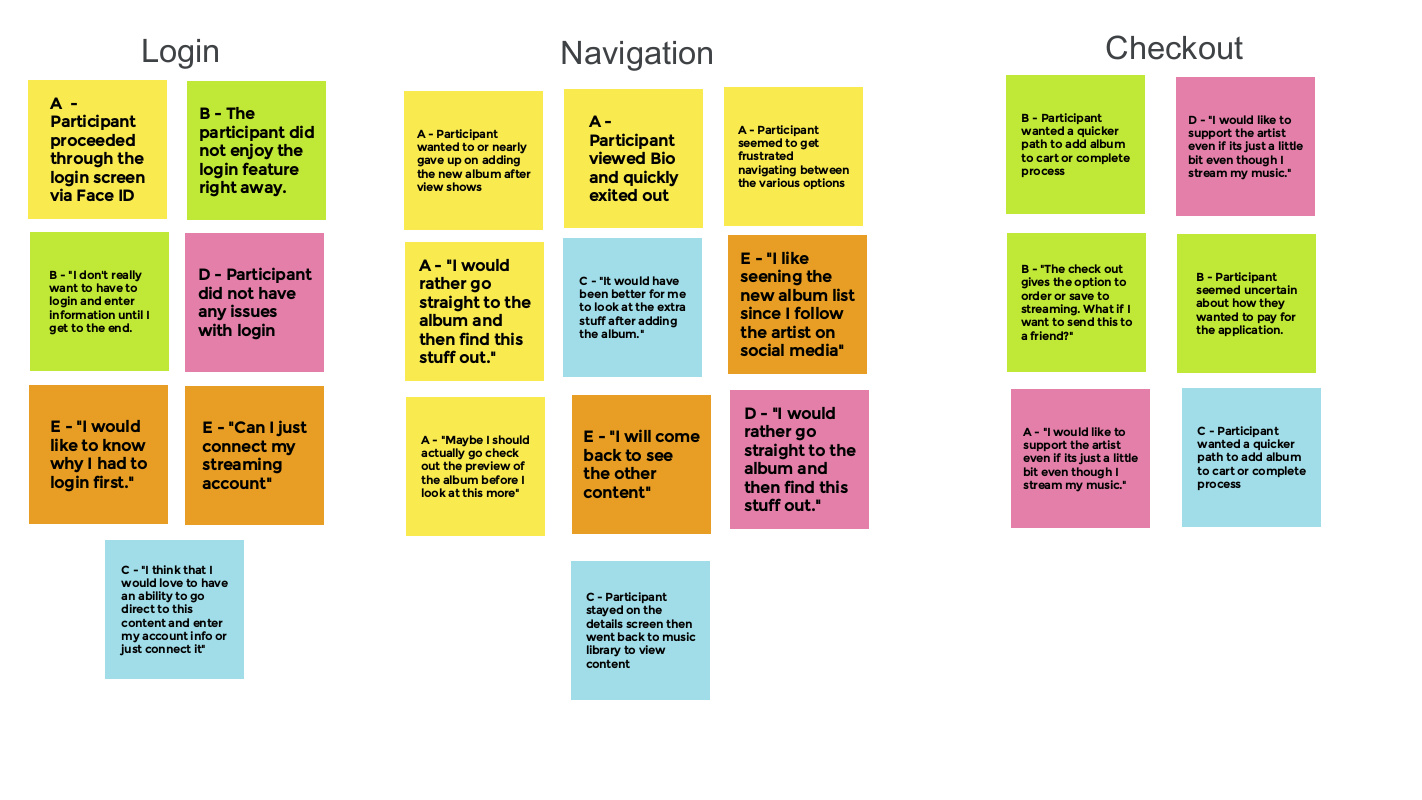 Login
A  -
Participant
proceeded
through the
login screen
via Face ID
B - The
participant did
not enjoy the
login feature
right away.
B - "I don't really
want to have to
login and enter
information until I
get to the end.
D - Participant
did not have
any issues
with login
E - "I would
like to know
why I had to
login first."
E - "Can I just
connect my
streaming
account"
C - "I think that I
would love to have
an ability to go
direct to this
content and enter
my account info or
just connect it"
Navigation
A - Participant
wanted to or nearly
gave up on adding
the new album after
view shows
A -
Participant
viewed Bio
and quickly
exited out
A - Participant
seemed to get
frustrated
navigating between
the various options
A - "I would
rather go
straight to the
album and
then find this
stuff out."
C - "It would have
been better for me
to look at the extra
stuff after adding
the album."
E - "I like
seening the
new album list
since I follow
the artist on
social media"
A - "Maybe I should
actually go check
out the preview of
the album before I
look at this more"
E - "I will come
back to see
the other
content"
D - "I would
rather go
straight to the
album and
then find this
stuff out."
C - Participant
stayed on the
details screen then
went back to music
library to view
content
Checkout
B - Participant
wanted a quicker
path to add album
to cart or complete
process
D - "I would like to
support the artist
even if its just a little
bit even though I
stream my music."
B - "The check out
gives the option to
order or save to
streaming. What if I
want to send this to
a friend?"
B - Participant
seemed uncertain
about how they
wanted to pay for
the application.
A - "I would like to
support the artist
even if its just a little
bit even though I
stream my music."
C - Participant
wanted a quicker
path to add album
to cart or complete
process